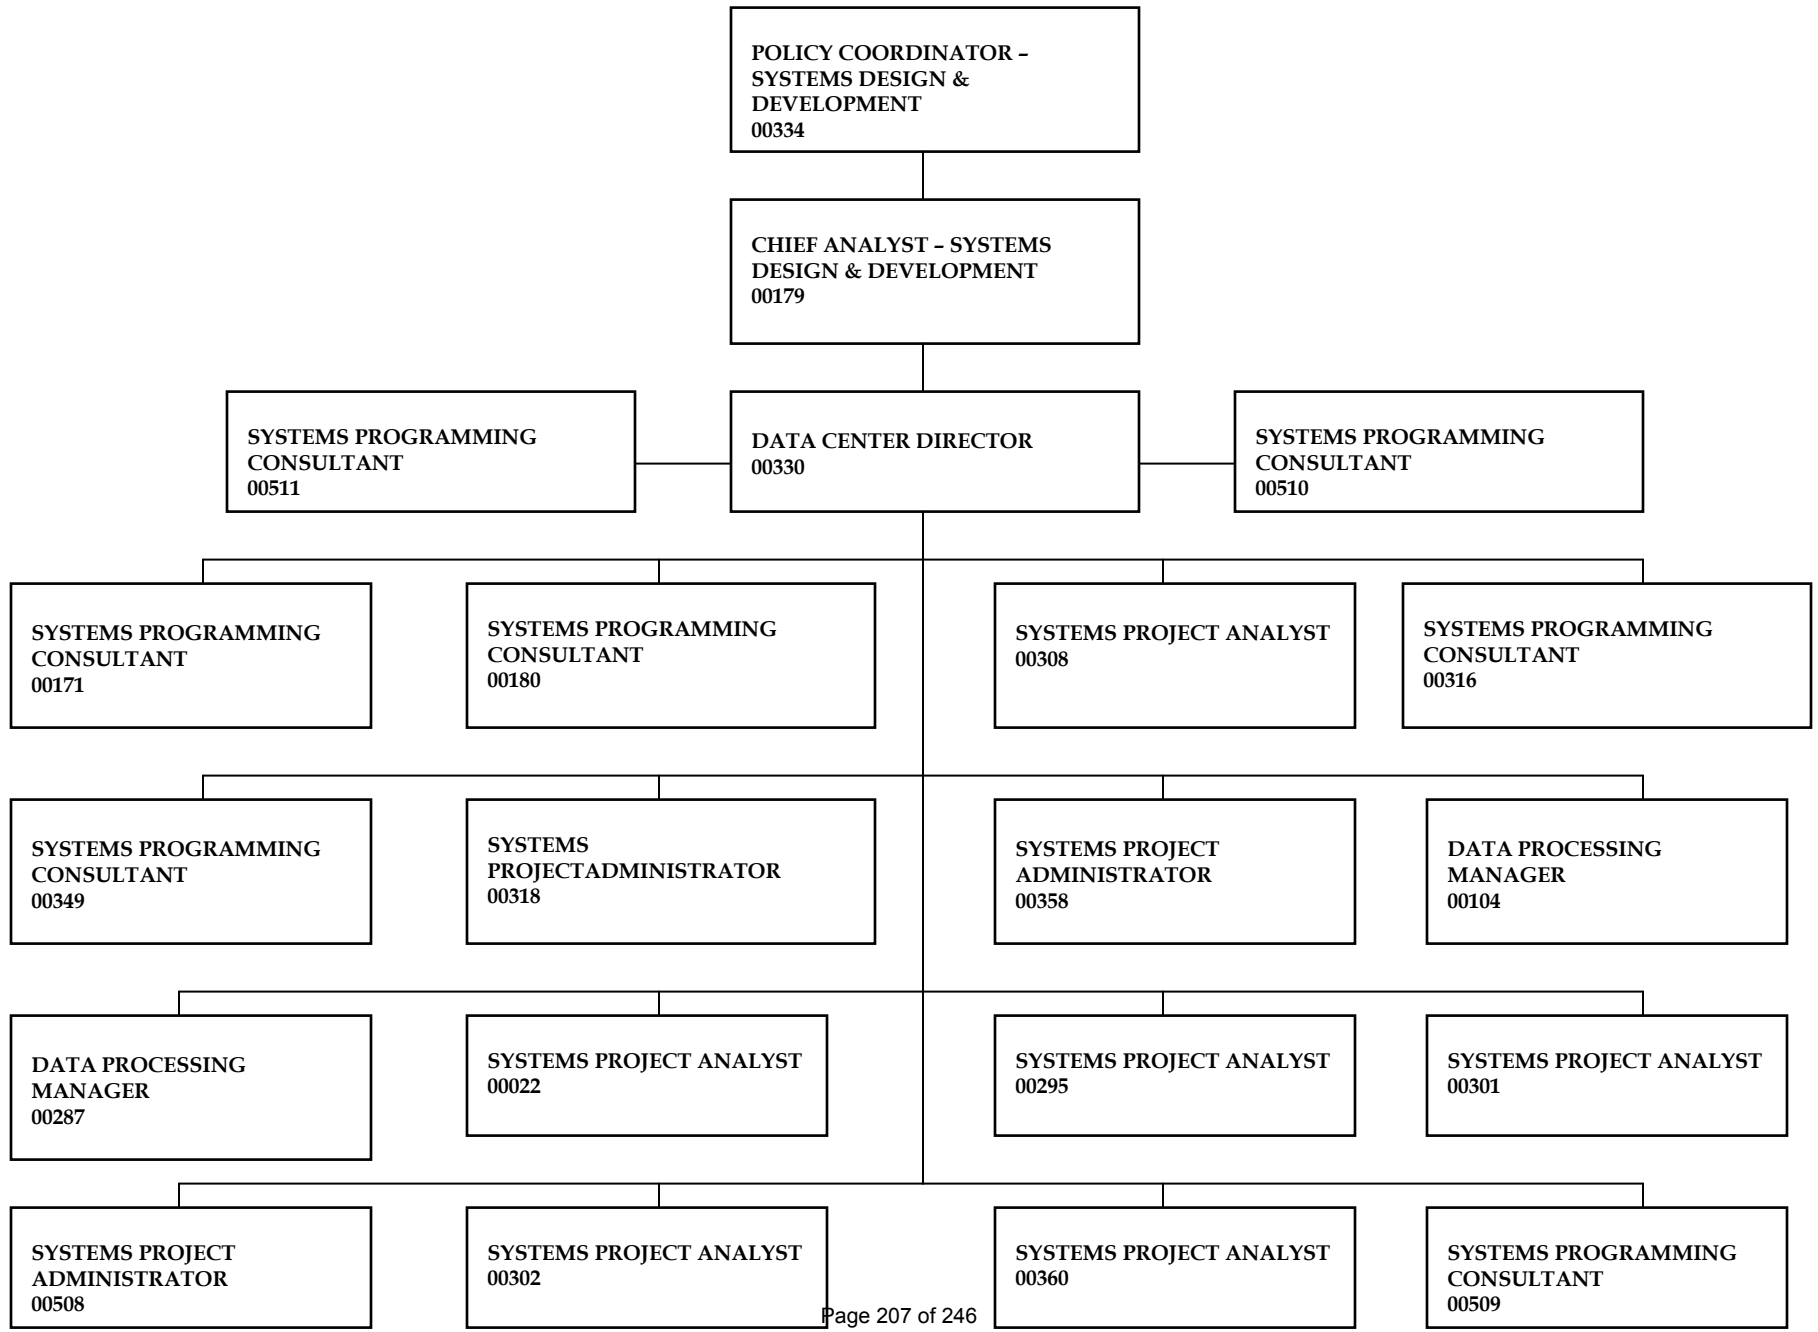 POLICY COORDINATOR –
SYSTEMS DESIGN &
DEVELOPMENT
00334
CHIEF ANALYST – SYSTEMS
DESIGN & DEVELOPMENT
00179
SYSTEMS PROGRAMMING
CONSULTANT
00511
DATA CENTER DIRECTOR
00330
SYSTEMS PROGRAMMING
CONSULTANT
00510
SYSTEMS PROGRAMMING
CONSULTANT
00171
SYSTEMS PROGRAMMING
CONSULTANT
00180
SYSTEMS PROJECT ANALYST
00308
SYSTEMS PROGRAMMING
CONSULTANT
00316
SYSTEMS PROGRAMMING
CONSULTANT
00349
SYSTEMS
PROJECTADMINISTRATOR
00318
SYSTEMS PROJECT
ADMINISTRATOR
00358
DATA PROCESSING
MANAGER
00104
DATA PROCESSING
MANAGER
00287
SYSTEMS PROJECT ANALYST
00022
SYSTEMS PROJECT ANALYST
00295
SYSTEMS PROJECT ANALYST
00301
SYSTEMS PROJECT
ADMINISTRATOR
00508
SYSTEMS PROJECT ANALYST
00302
SYSTEMS PROJECT ANALYST
00360
SYSTEMS PROGRAMMING
CONSULTANT
00509
Page 207 of 246